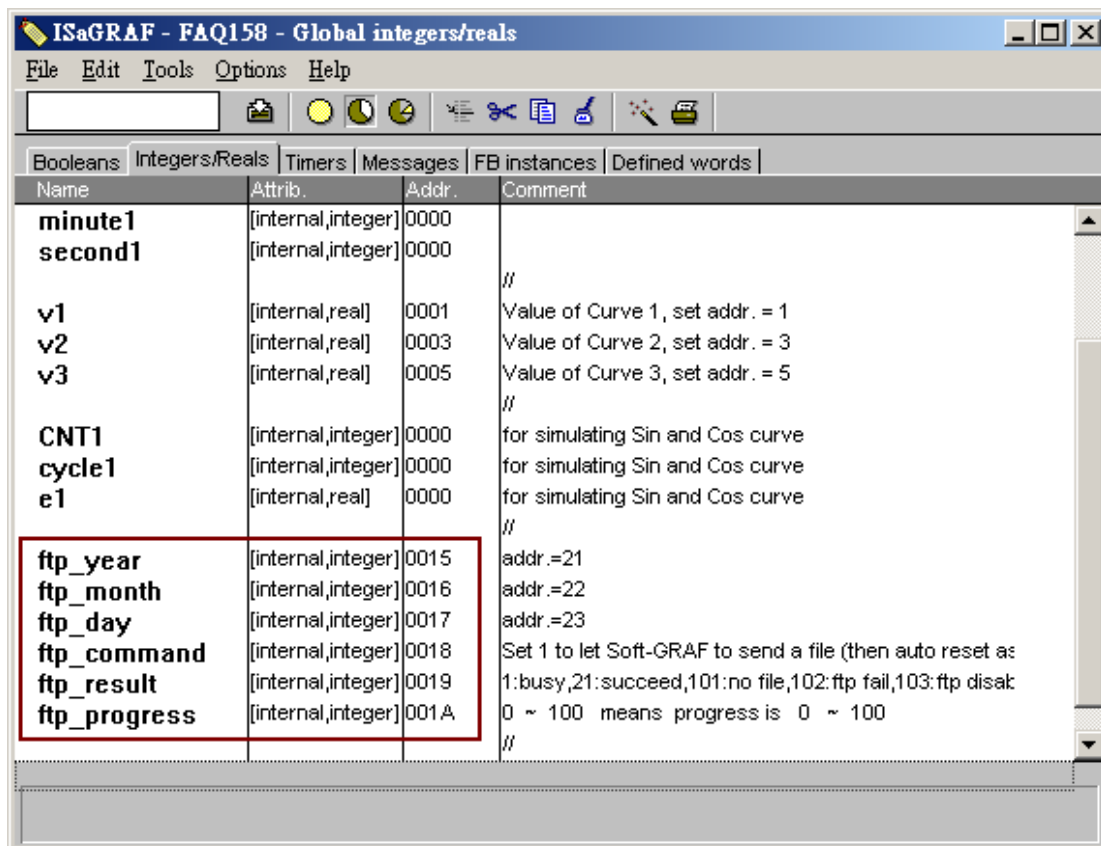 ISaGRAF - FAQ158 - Global integers/reals
File Edit Tools Options Help
Booleans Integers/Reals Timers Messages FB instances Defined words
Name Attrib. Addr. Comment
minute1 [internal,integer] 0000
second1 [internal,integer] 0000
//
v1 [internal,real] 0001 Value of Curve 1, set addr. = 1
v2 [internal,real] 0003 Value of Curve 2, set addr. = 3
v3 [internal,real] 0005 Value of Curve 3, set addr. = 5
//
CNT1 [internal,integer] 0000 for simulating Sin and Cos curve
cycle1 [internal,integer] 0000 for simulating Sin and Cos curve
e1 [internal,real] 0000 for simulating Sin and Cos curve
//
ftp_year [internal,integer] 0015 addr.=21
ftp_month [internal,integer] 0016 addr.=22
ftp_day [internal,integer] 0017 addr.=23
ftp_command [internal,integer] 0018 Set 1 to let Soft-GRAF to send a file (then auto reset as
ftp_result [internal,integer] 0019 1:busy,21:succeed,101:no file,102:ftp fail,103:ftp disab
ftp_progress [internal,integer] 001A 0 ~ 100 means progress is 0 ~ 100
//